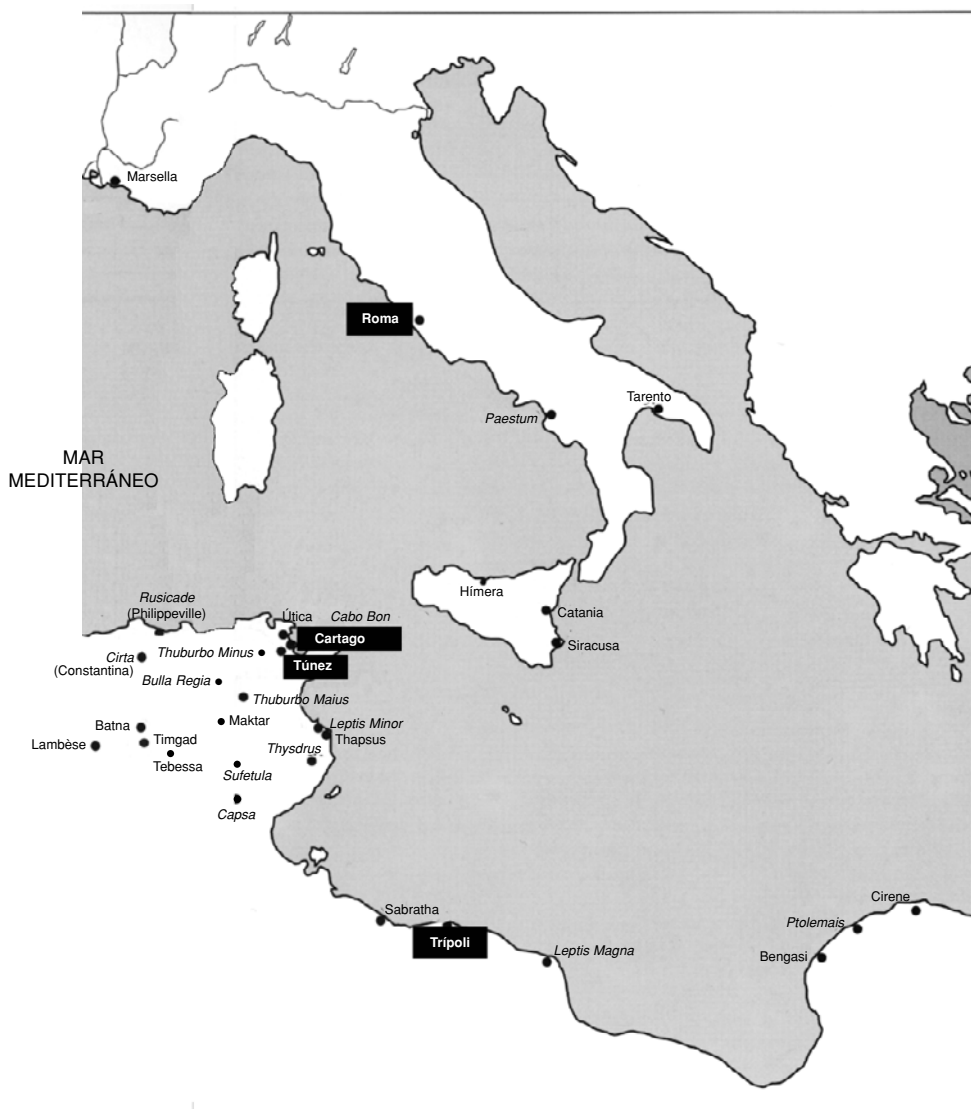 Marsella
Roma
Tarento
Paestum
MAR
MEDITERRÁNEO
Hímera
Rusicade
(Philippeville)
Útica
Cabo Bon
Catania
Cartago
Siracusa
Cirta
(Constantina)
Thuburbo Minus
Túnez
Bulla Regia
Thuburbo Maius
Batna
Maktar
Leptis Minor
Thapsus
Lambèse
Timgad
Tebessa
Thysdrus
Sufetula
Capsa
Sabratha
Cirene
Ptolemais
Trípoli
Leptis Magna
Bengasi